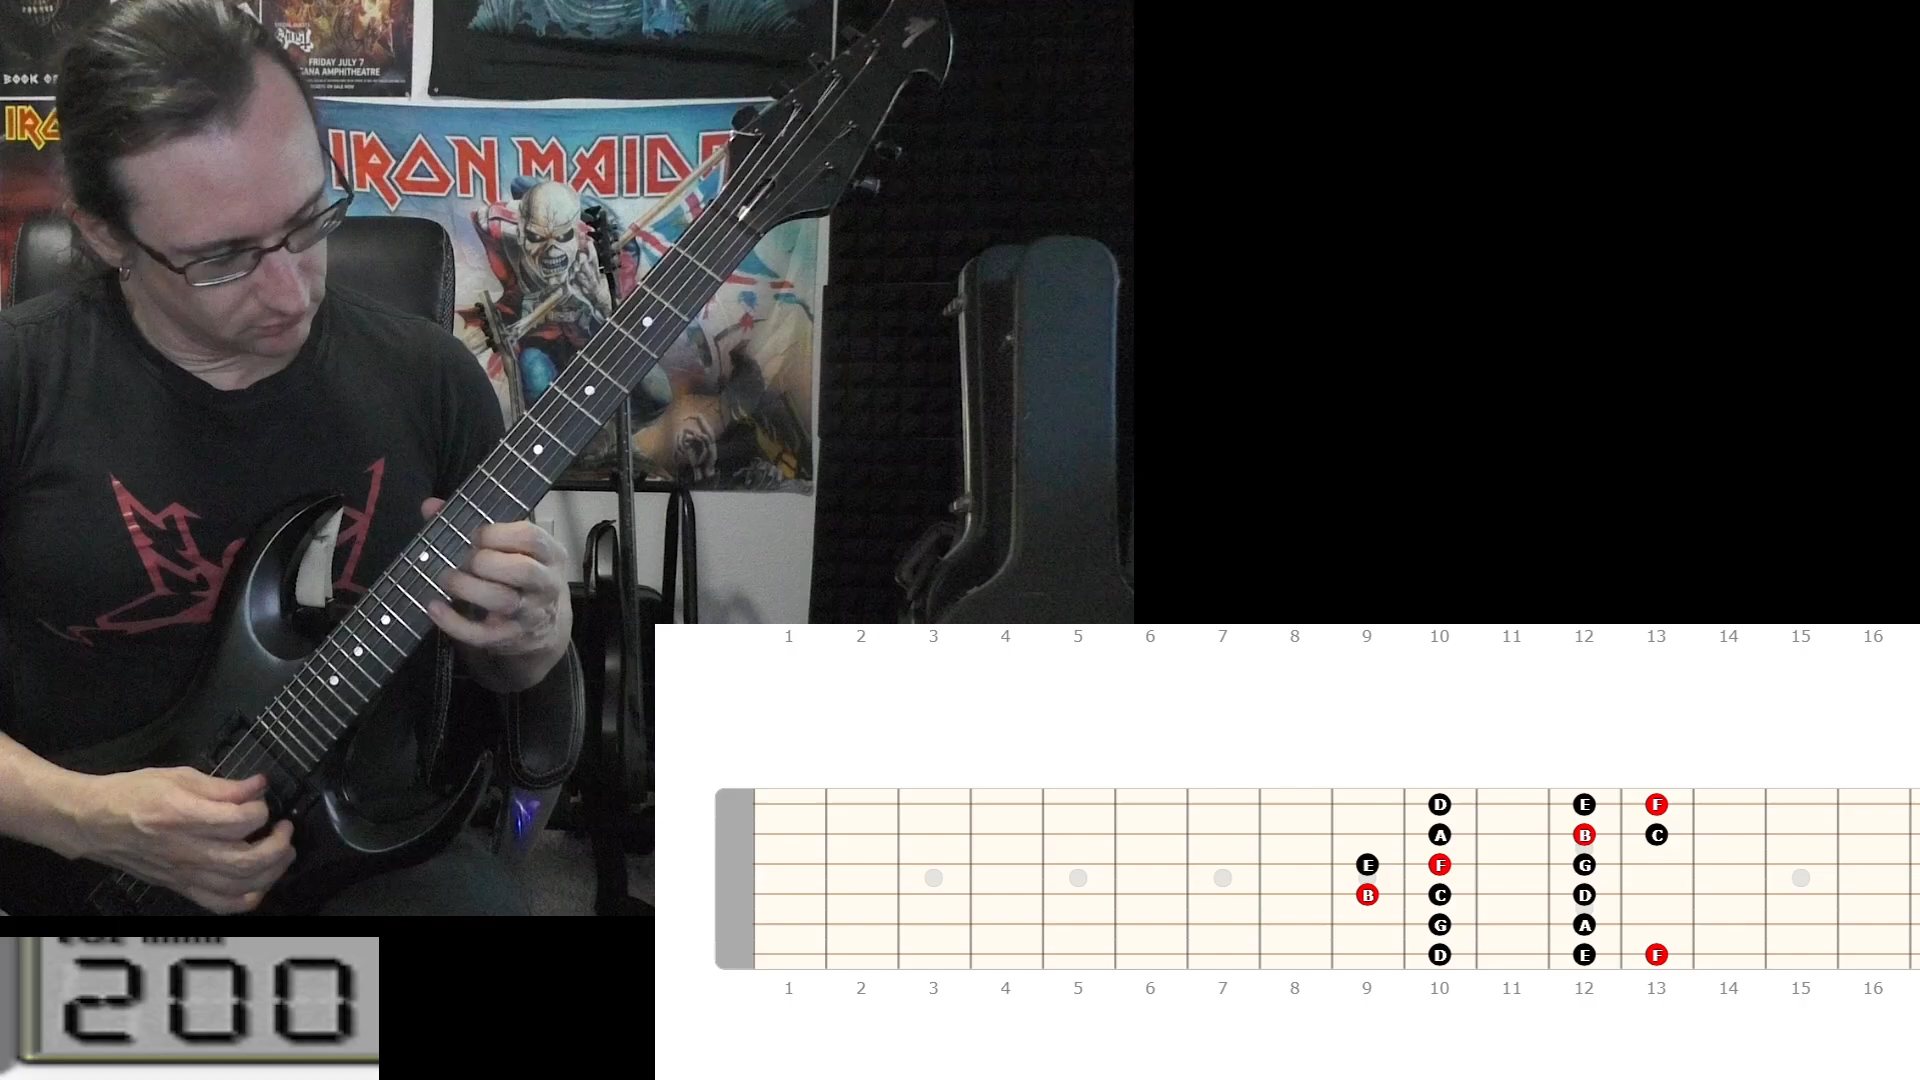 FRIDAY JULY 7
ANA AMPHITHEATRE
BOOK OF
IRO
IRON MAIDE
1 2 3 4 5 6 7 8 9 10 11 12 13 14 15 16
D E F
A B C
E F G
B C D
G A
D E F
1 2 3 4 5 6 7 8 9 10 11 12 13 14 15 16
200